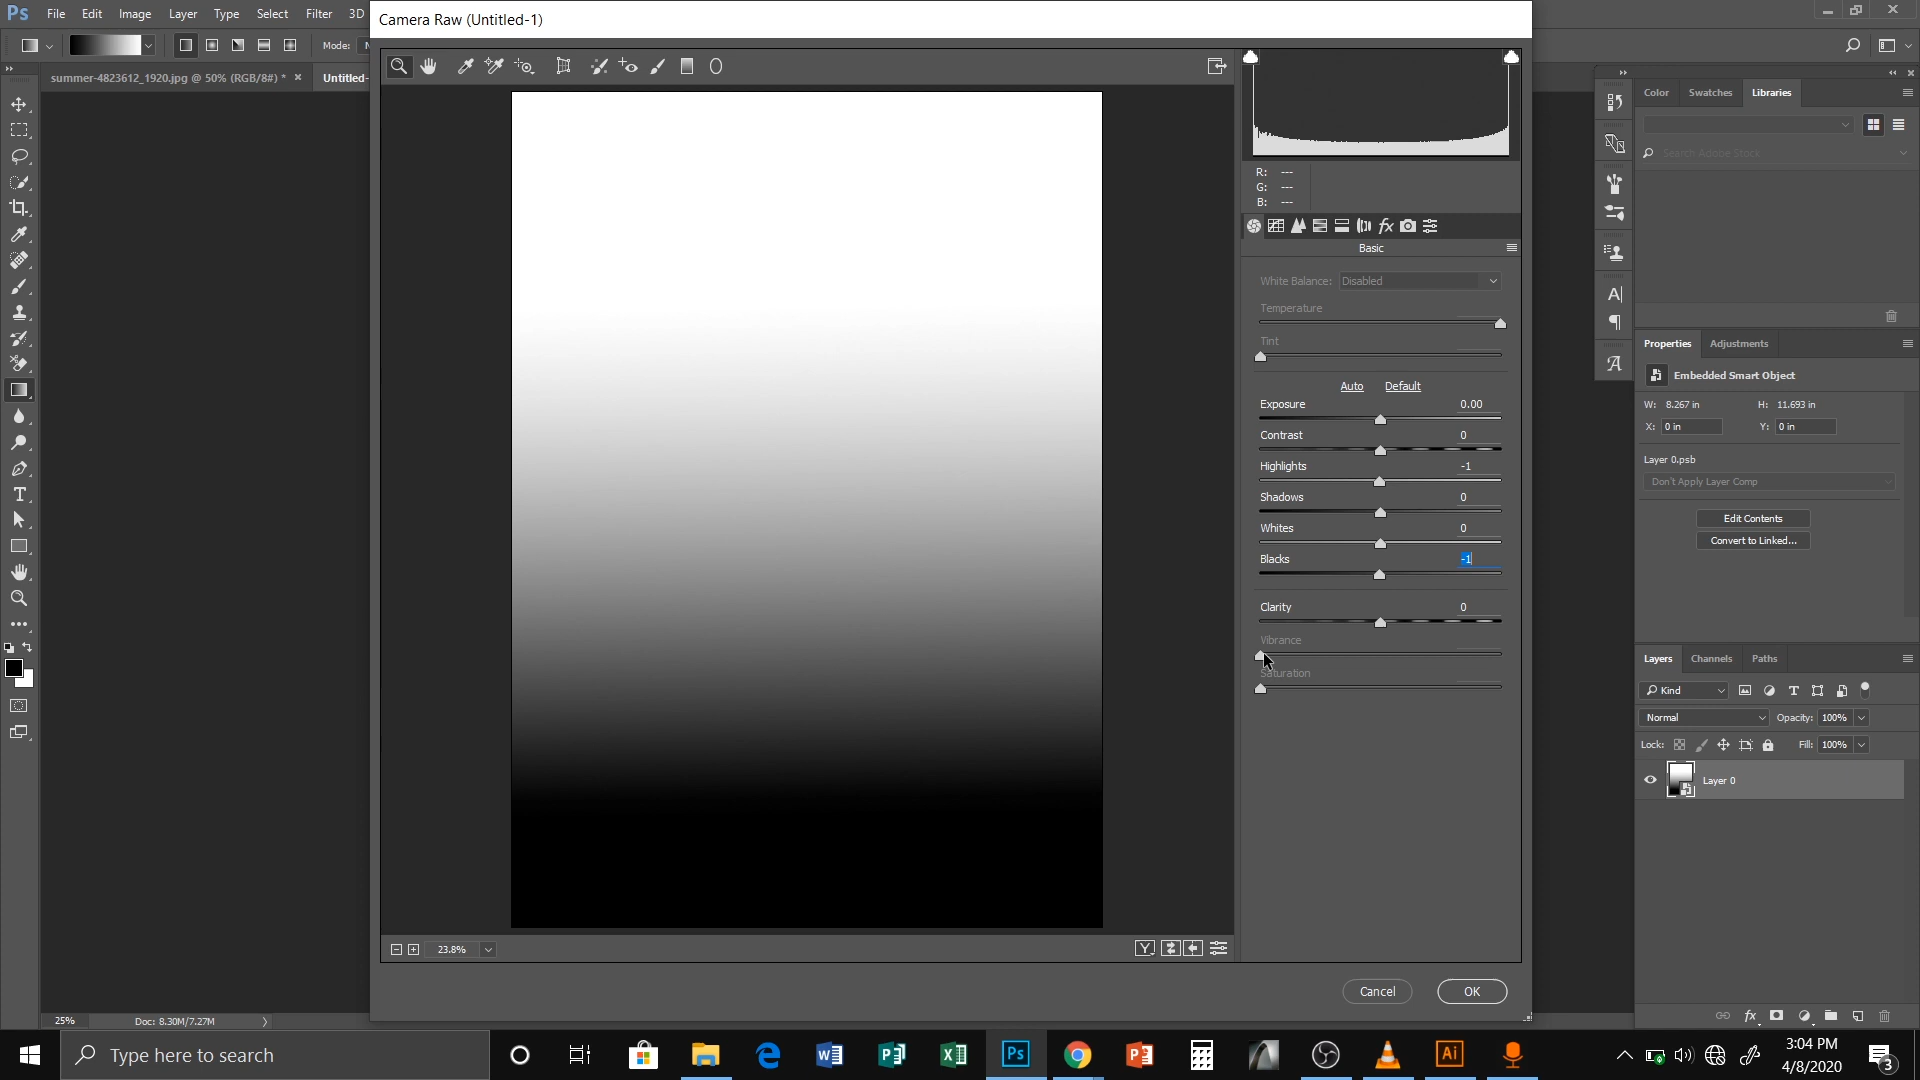 Ps File Edit Image Layer Type Select Filter 3D
Camera Raw (Untitled-1)
Mode:
summer-4823612_1920.jpg @ 50% (RGB/8#) * × Untitled-
R: ---
G: ---
B: ---
Basic
White Balance: Disabled
Temperature
Tint
Auto Default
Exposure 0.00
Contrast 0
Highlights -1
Shadows 0
Whites 0
Blacks -1
Clarity 0
Vibrance
Saturation
23.8%
Cancel OK
Color Swatches Libraries
Search Adobe Stock
Properties Adjustments
Embedded Smart Object
W: 8.267 in H: 11.693 in
X: 0 in Y: 0 in
Layer 0.psb
Don't Apply Layer Comp
Edit Contents
Convert to Linked...
Layers Channels Paths
Kind
Normal Opacity: 100%
Lock: Fill: 100%
Layer 0
25% Doc: 8.30M/7.27M
Type here to search
3:04 PM
4/8/2020
3